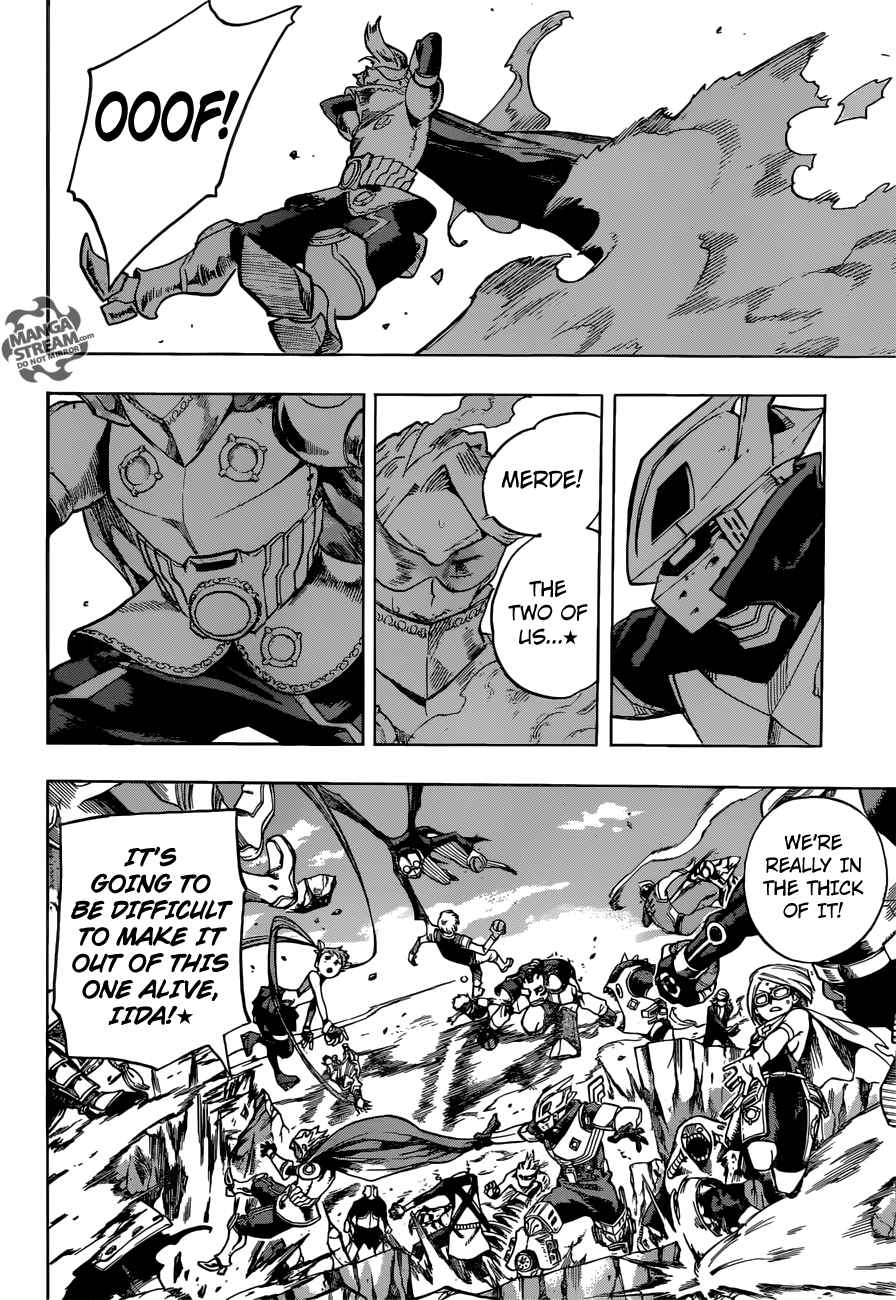 OOOF!
MANGA
STREAM.com
DO NOT MIRROR
MERDE!
THE
TWO OF
US...★
WE'RE
REALLY IN
THE THICK
OF IT!
IT'S
GOING TO
BE DIFFICULT
TO MAKE IT
OUT OF THIS
ONE ALIVE,
IIDA!★